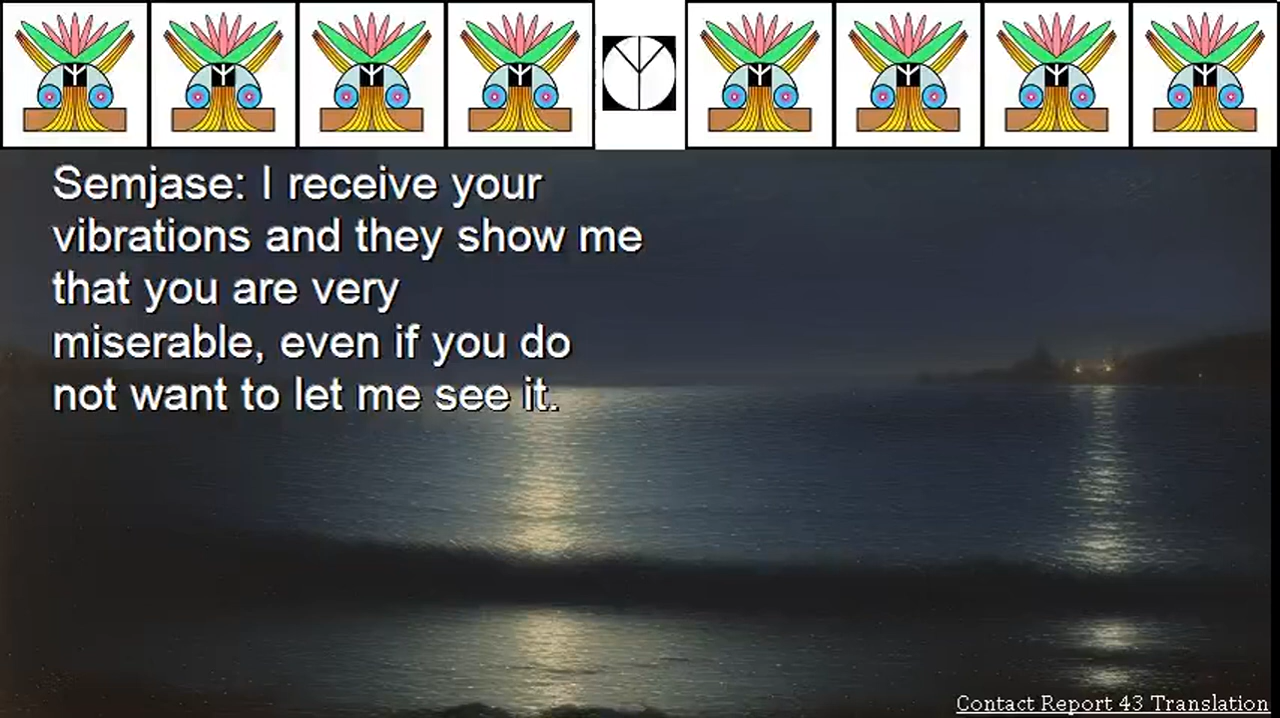 Semjase: I receive your
vibrations and they show me
that you are very
miserable, even if you do
not want to let me see it.
Contact Report 43 Translation